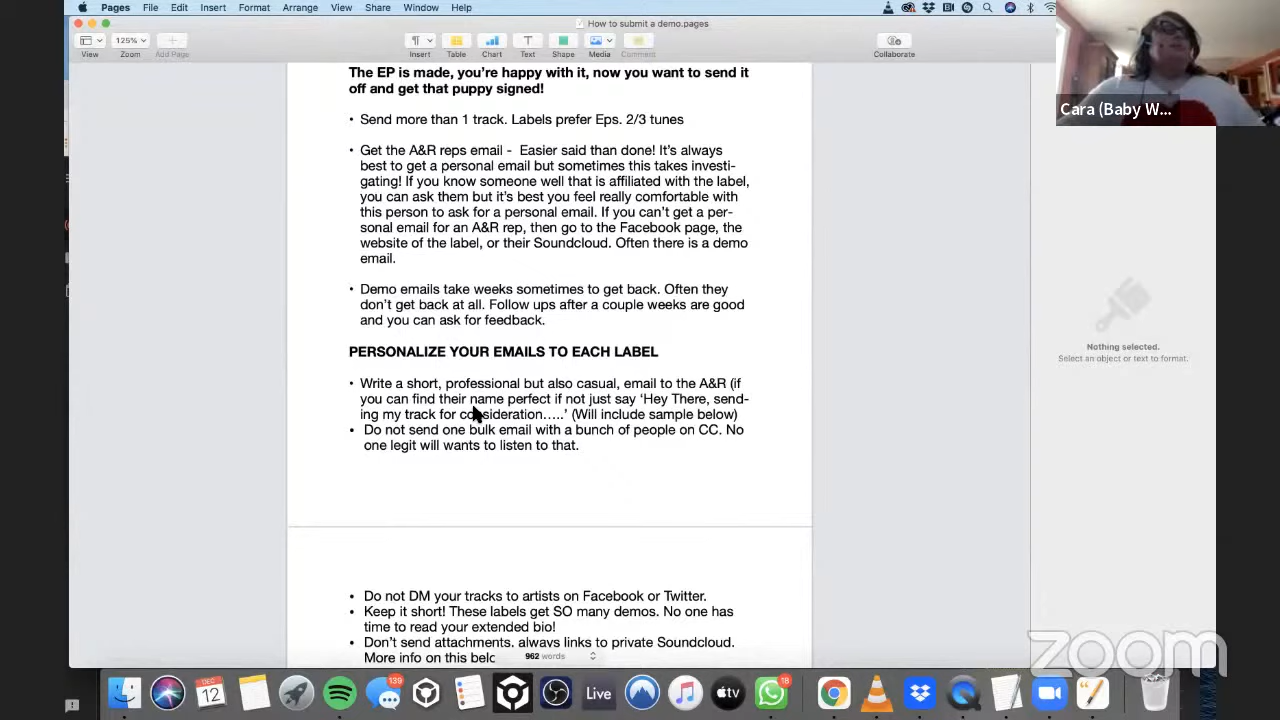 Pages File Edit Insert Format Arrange View Share Window Help
How to submit a demo.pages
125%
View Zoom Add Page Insert Table Chart Text Shape Media Comment Collaborate
Cara (Baby W...
The EP is made, you're happy with it, now you want to send it
off and get that puppy signed!
• Send more than 1 track. Labels prefer Eps. 2/3 tunes
• Get the A&R reps email - Easier said than done! It's always
best to get a personal email but sometimes this takes investi-
gating! If you know someone well that is affiliated with the label,
you can ask them but it's best you feel really comfortable with
this person to ask for a personal email. If you can't get a per-
sonal email for an A&R rep, then go to the Facebook page, the
website of the label, or their Soundcloud. Often there is a demo
email.
• Demo emails take weeks sometimes to get back. Often they
don't get back at all. Follow ups after a couple weeks are good
and you can ask for feedback.
Nothing selected.
Select an object or text to format.
PERSONALIZE YOUR EMAILS TO EACH LABEL
• Write a short, professional but also casual, email to the A&R (if
you can find their name perfect if not just say 'Hey There, send-
ing my track for consideration…..' (Will include sample below)
• Do not send one bulk email with a bunch of people on CC. No
one legit will wants to listen to that.
• Do not DM your tracks to artists on Facebook or Twitter.
• Keep it short! These labels get SO many demos. No one has
time to read your extended bio!
• Don't send attachments. always links to private Soundcloud.
More info on this belo
962 words
zoom
DEC
12
139
Live
tv
18